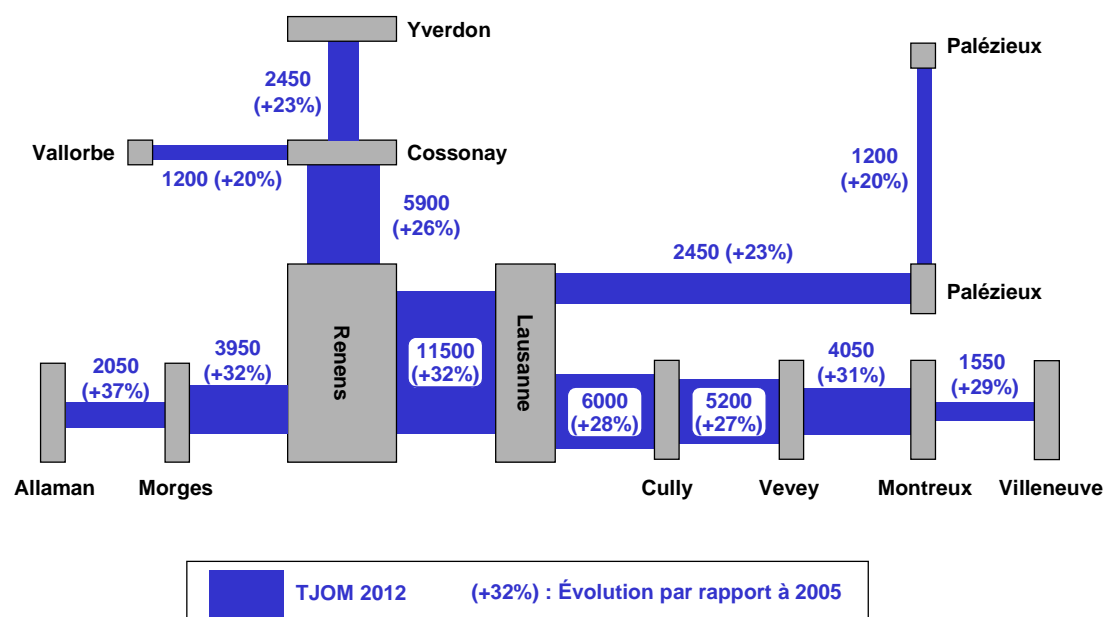 Yverdon
Palézieux
2450
(+23%)
Vallorbe
Cossonay
1200 (+20%)
1200
(+20%)
5900
(+26%)
2450 (+23%)
Palézieux
Renens
Lausanne
2050
(+37%)
3950
(+32%)
11500
(+32%)
6000
(+28%)
5200
(+27%)
4050
(+31%)
1550
(+29%)
Allaman
Morges
Cully
Vevey
Montreux
Villeneuve
TJOM 2012
(+32%) : Évolution par rapport à 2005